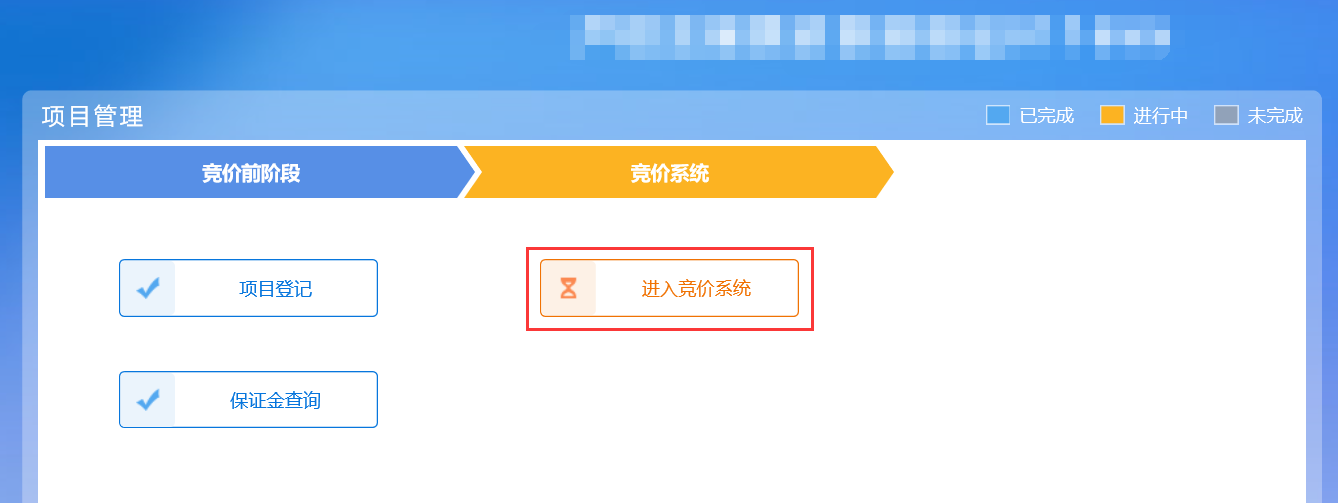 项目管理
已完成
进行中
未完成
竞价前阶段
竞价系统
项目登记
进入竞价系统
保证金查询